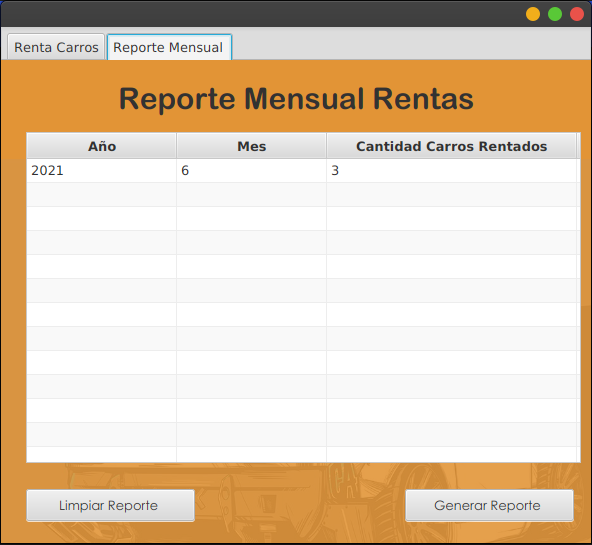 Renta Carros Reporte Mensual
Reporte Mensual Rentas
Año Mes Cantidad Carros Rentados
2021 6 3
Limpiar Reporte Generar Reporte